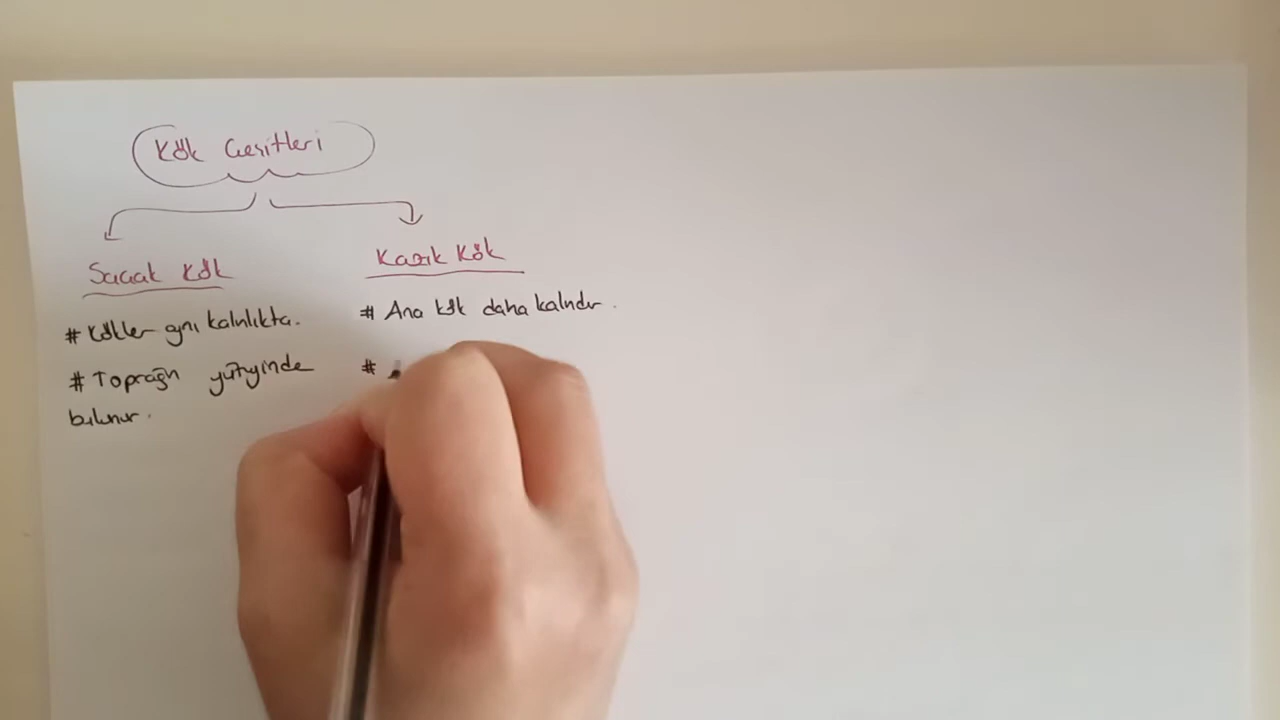 Kök Çeşitleri
Saçak Kök
# Kökler aynı kalınlıkta.
# Toprağın yüzeyinde
bulunur.
Kazık Kök
# Ana kök daha kalındır.
#